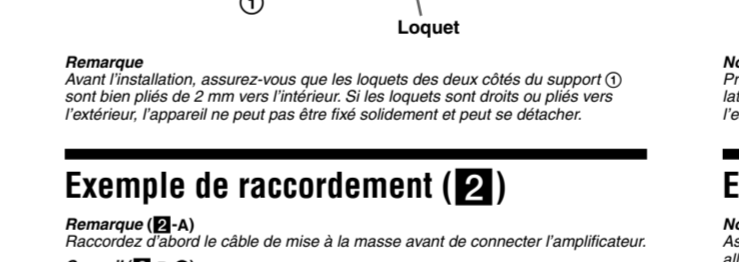 ①
Loquet
Remarque
Avant l'installation, assurez-vous que les loquets des deux côtés du support ①
sont bien pliés de 2 mm vers l'intérieur. Si les loquets sont droits ou pliés vers
l'extérieur, l'appareil ne peut pas être fixé solidement et peut se détacher.
Exemple de raccordement (2)
Remarque (2-A)
Raccordez d'abord le câble de mise à la masse avant de connecter l'amplificateur.